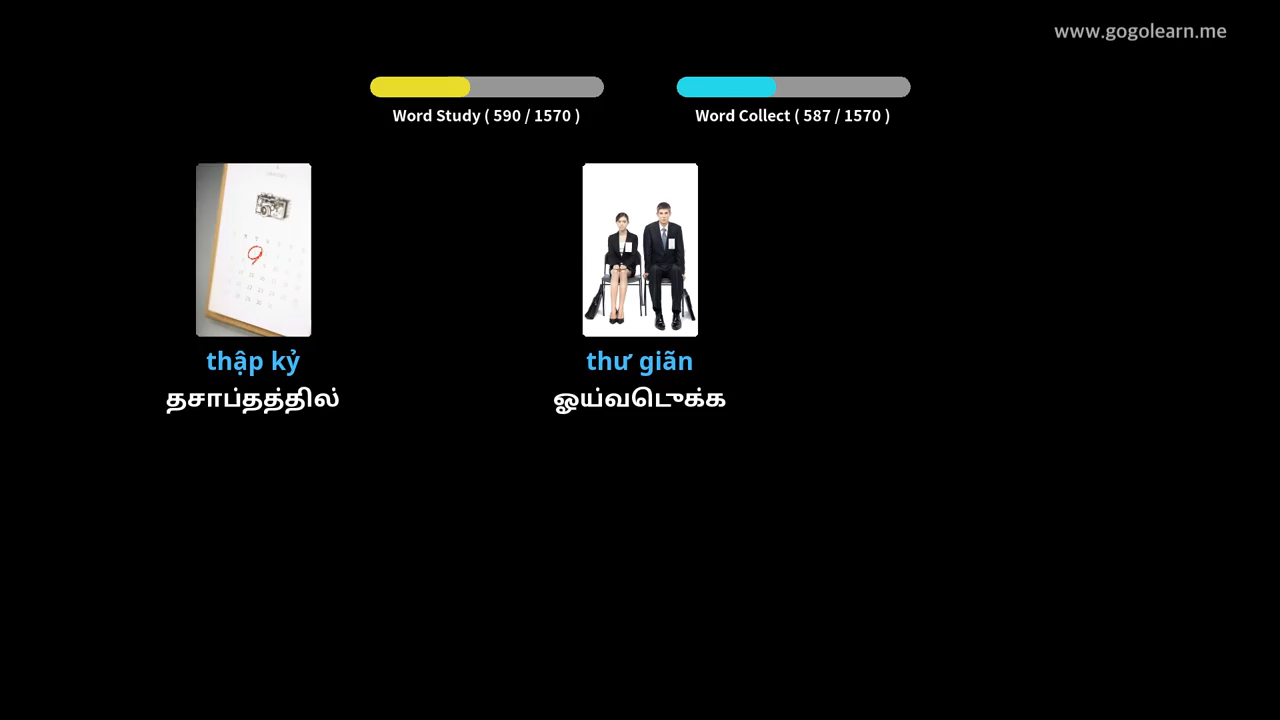 www.gogolearn.me
Word Study ( 590 / 1570 )
Word Collect ( 587 / 1570 )
thập kỷ
தசாப்தத்தில்
thư giãn
ஓய்வெடுக்க